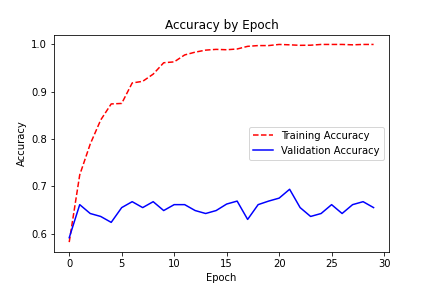 Accuracy by Epoch
1.0
0.9
0.8
0.7
0.6
Accuracy
Training Accuracy
Validation Accuracy
0 5 10 15 20 25 30
Epoch